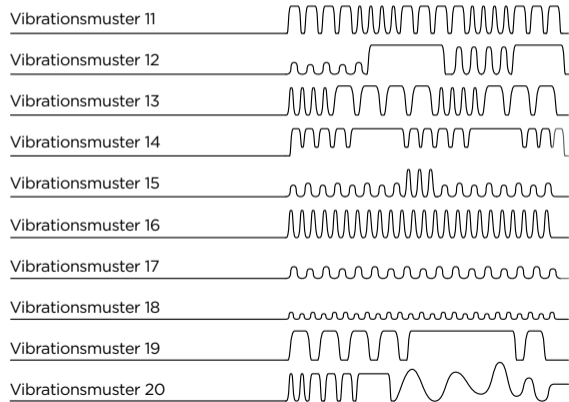 Vibrationsmuster 11
Vibrationsmuster 12
Vibrationsmuster 13
Vibrationsmuster 14
Vibrationsmuster 15
Vibrationsmuster 16
Vibrationsmuster 17
Vibrationsmuster 18
Vibrationsmuster 19
Vibrationsmuster 20